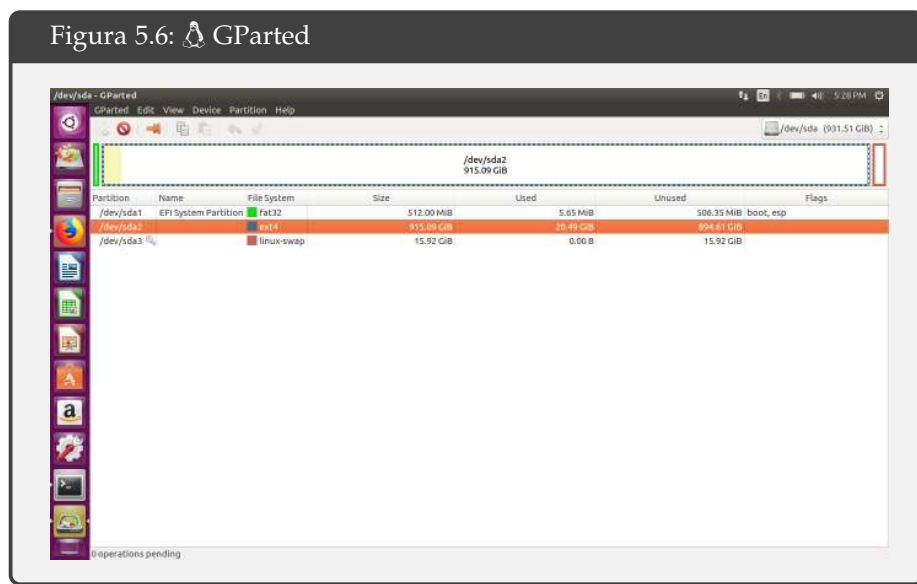 Figura 5.6: GParted
/dev/sda - GParted
En 5:28 PM
GParted Edit View Device Partition Help
/dev/sda (931.51 GiB)
/dev/sda2
915.09 GiB
Partition Name File System Size Used Unused Flags
/dev/sda1 EFI System Partition fat32 512.00 MiB 5.65 MiB 506.35 MiB boot, esp
/dev/sda2 ext4 915.09 GiB 20.49 GiB 894.61 GiB
/dev/sda3 linux-swap 15.92 GiB 0.00 B 15.92 GiB
a
0 operations pending